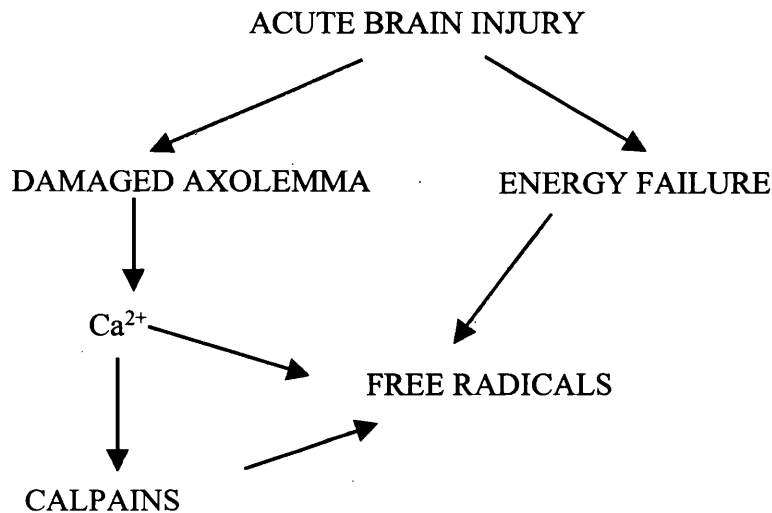 ACUTE BRAIN INJURY
DAMAGED AXOLEMMA
ENERGY FAILURE
Ca²⁺
FREE RADICALS
CALPAINS